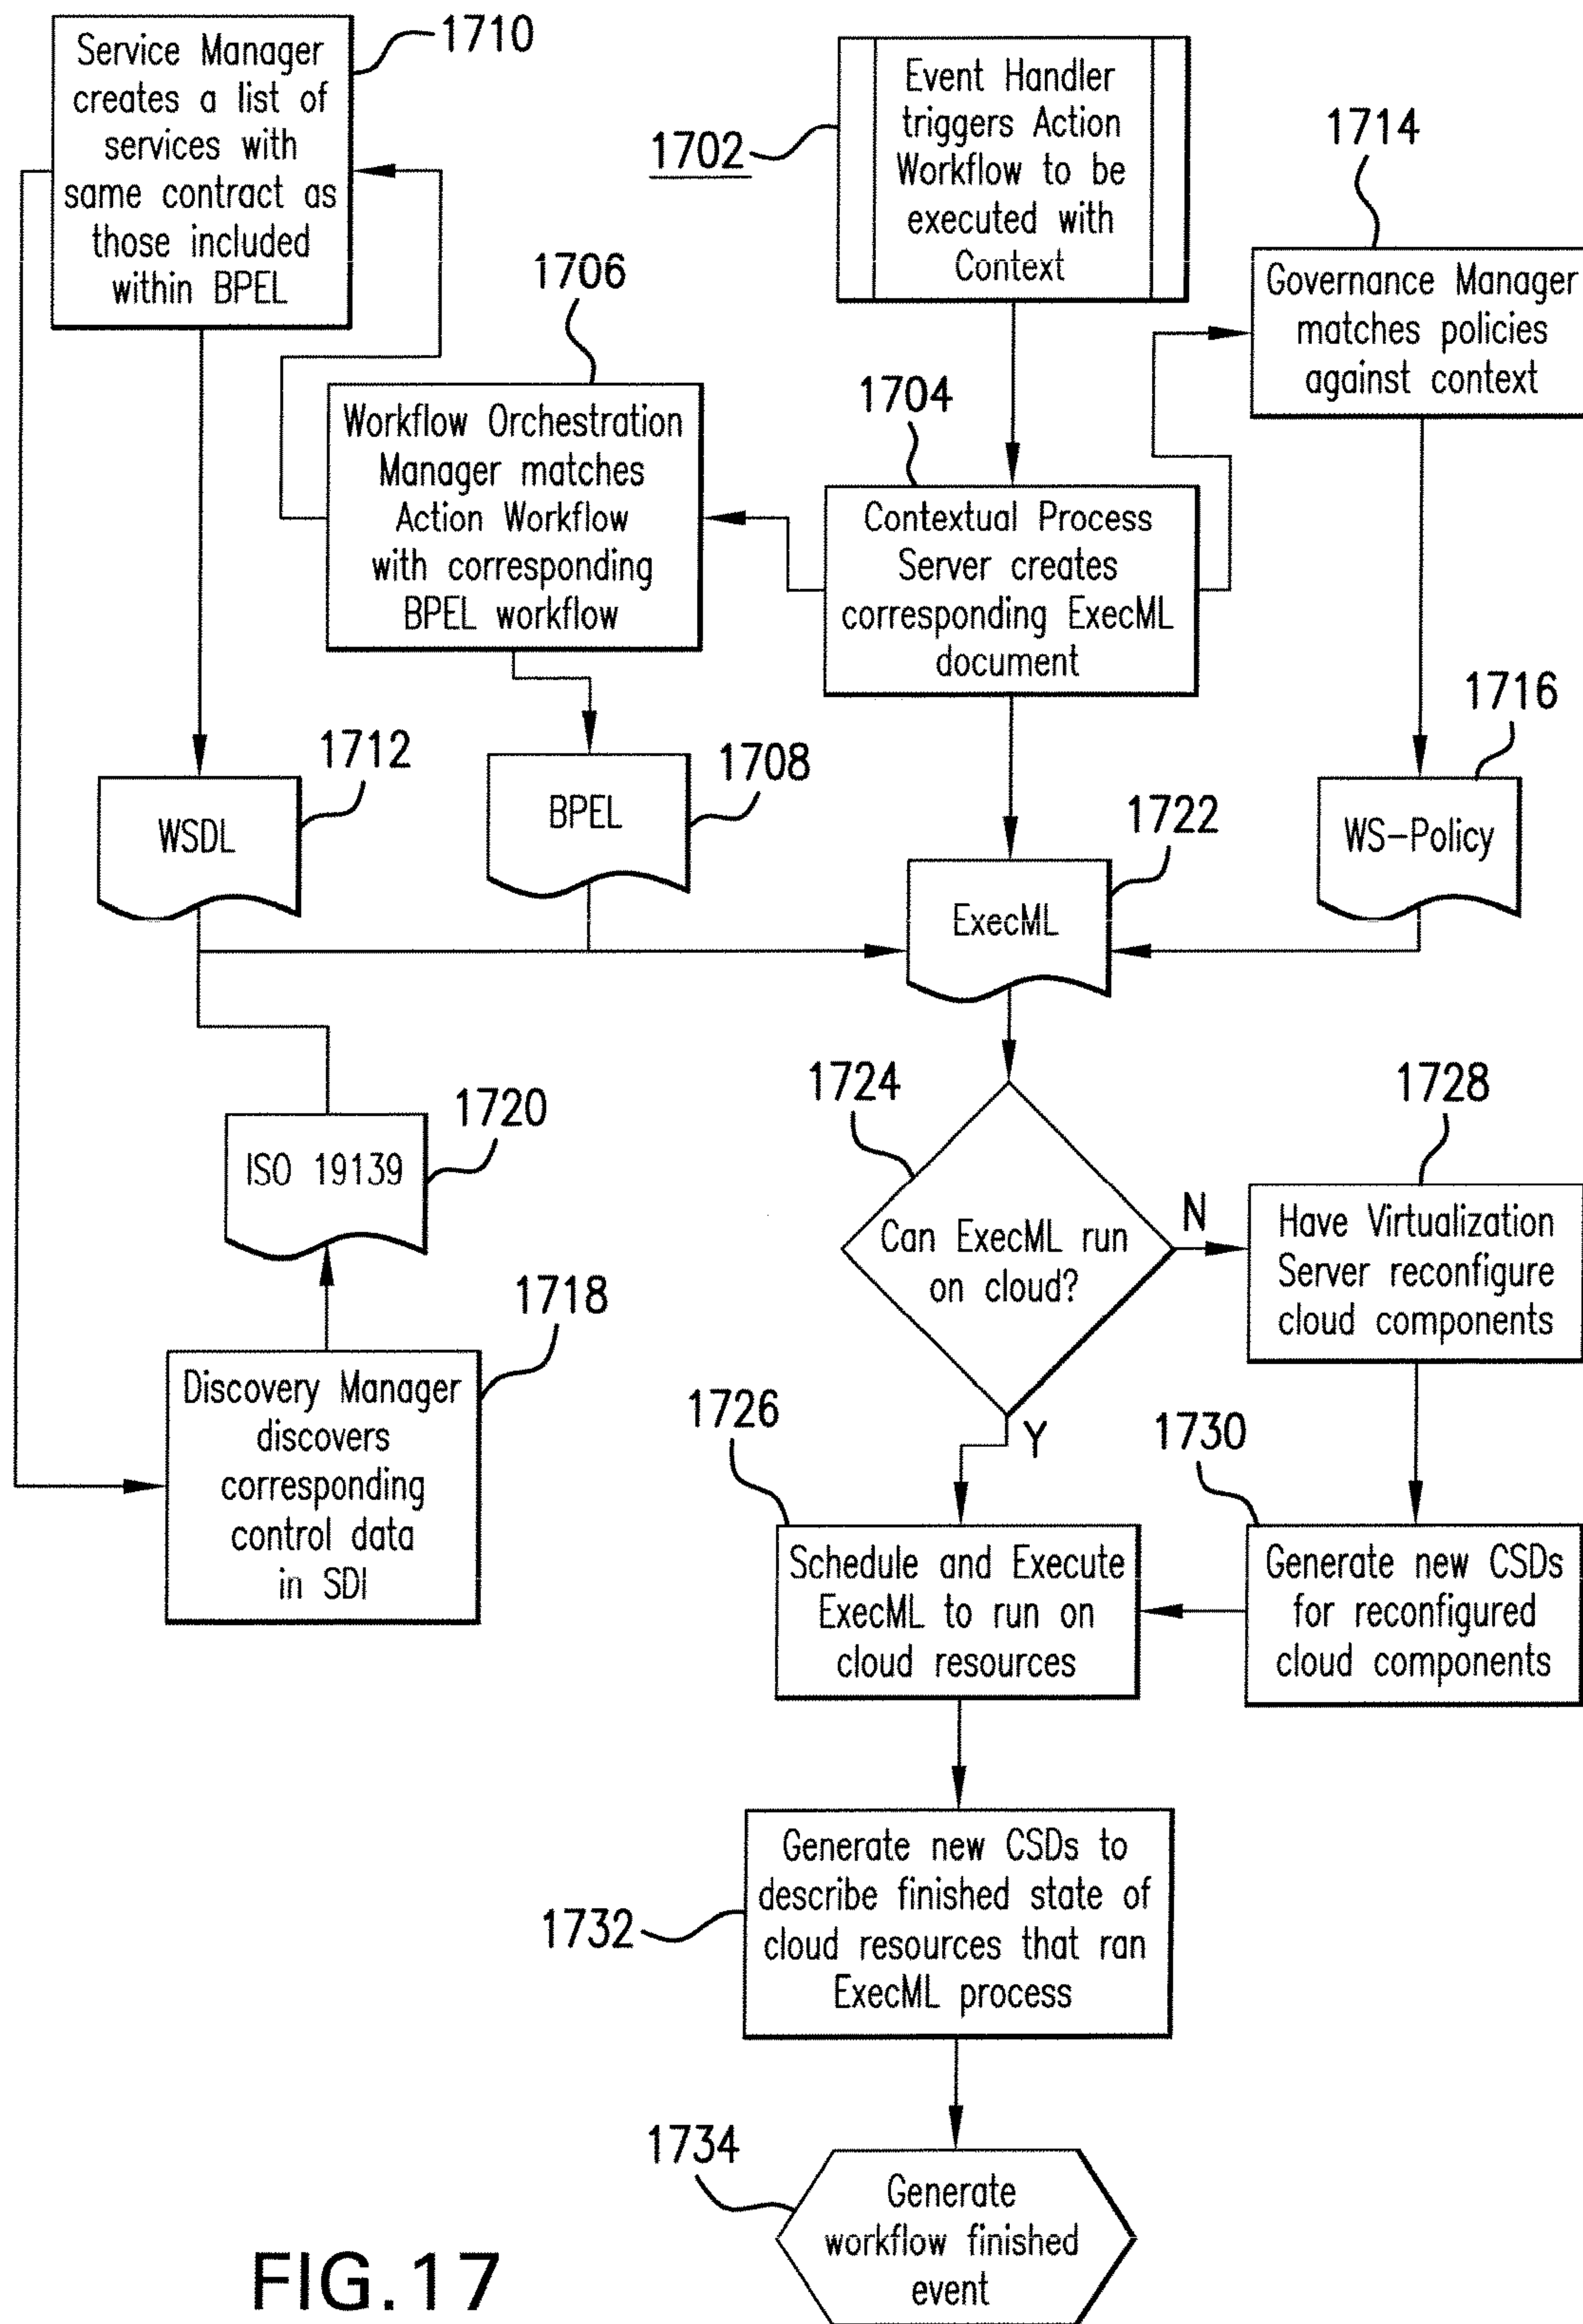 1710
Service Manager
creates a list of
services with
same contract as
those included
within BPEL
1702
Event Handler
triggers Action
Workflow to be
executed with
Context
1714
Governance Manager
matches policies
against context
1706
Workflow Orchestration
Manager matches
Action Workflow
with corresponding
BPEL workflow
1704
Contextual Process
Server creates
corresponding ExecML
document
1712
WSDL
1708
BPEL
1722
ExecML
1716
WS-Policy
1720
ISO 19139
1724
Can ExecML run
on cloud?
N
Y
1728
Have Virtualization
Server reconfigure
cloud components
1718
Discovery Manager
discovers
corresponding
control data
in SDI
1726
Schedule and Execute
ExecML to run on
cloud resources
1730
Generate new CSDs
for reconfigured
cloud components
1732
Generate new CSDs to
describe finished state of
cloud resources that ran
ExecML process
1734
Generate
workflow finished
event
FIG.17